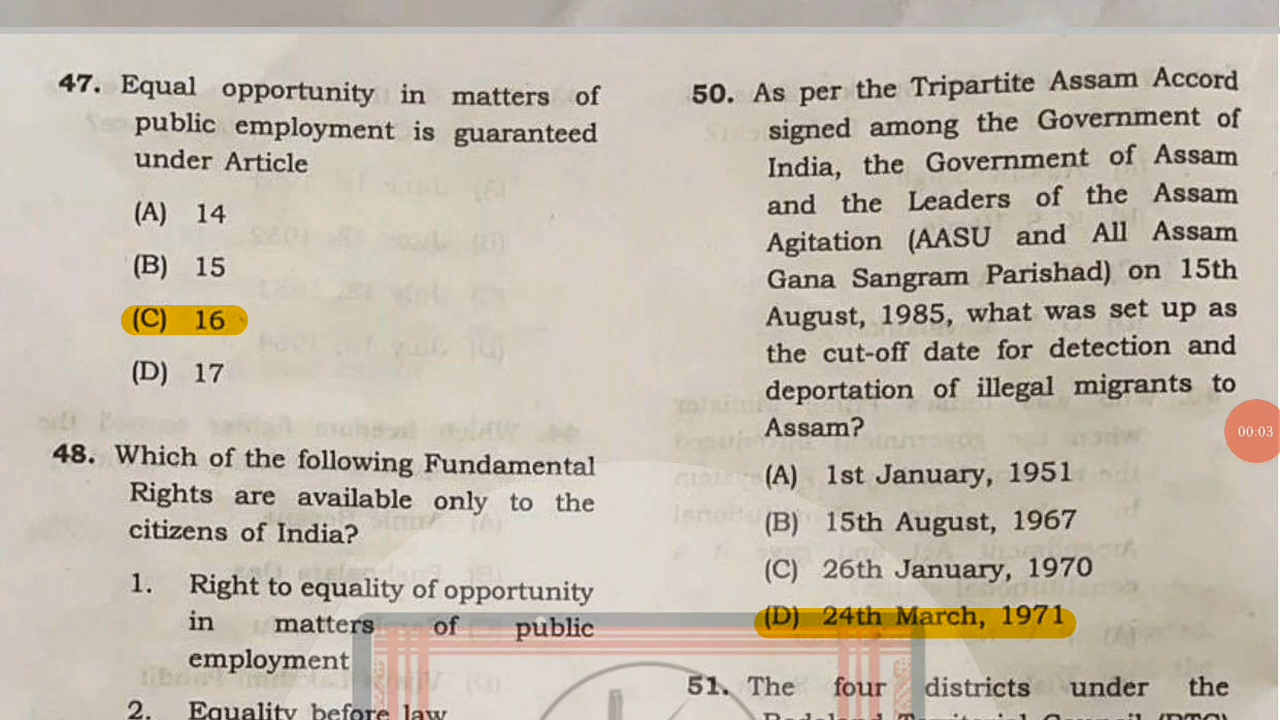 47. Equal opportunity in matters of
public employment is guaranteed
under Article
(A) 14
(B) 15
(C) 16
(D) 17
48. Which of the following Fundamental
Rights are available only to the
citizens of India?
1. Right to equality of opportunity
in matters of public
employment
2. Equality before law
50. As per the Tripartite Assam Accord
signed among the Government of
India, the Government of Assam
and the Leaders of the Assam
Agitation (AASU and All Assam
Gana Sangram Parishad) on 15th
August, 1985, what was set up as
the cut-off date for detection and
deportation of illegal migrants to
Assam?
(A) 1st January, 1951
(B) 15th August, 1967
(C) 26th January, 1970
(D) 24th March, 1971
51. The four districts under the
Territorial Council (BTC)
00:03